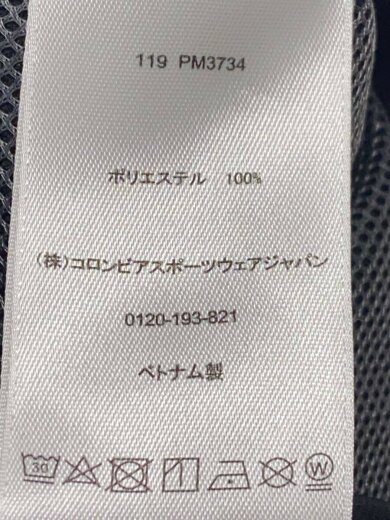 119 PM3734
ポリエステル 100%
(株)コロンビアスポーツウェアジャパン
0120-193-821
ベトナム製
30 W